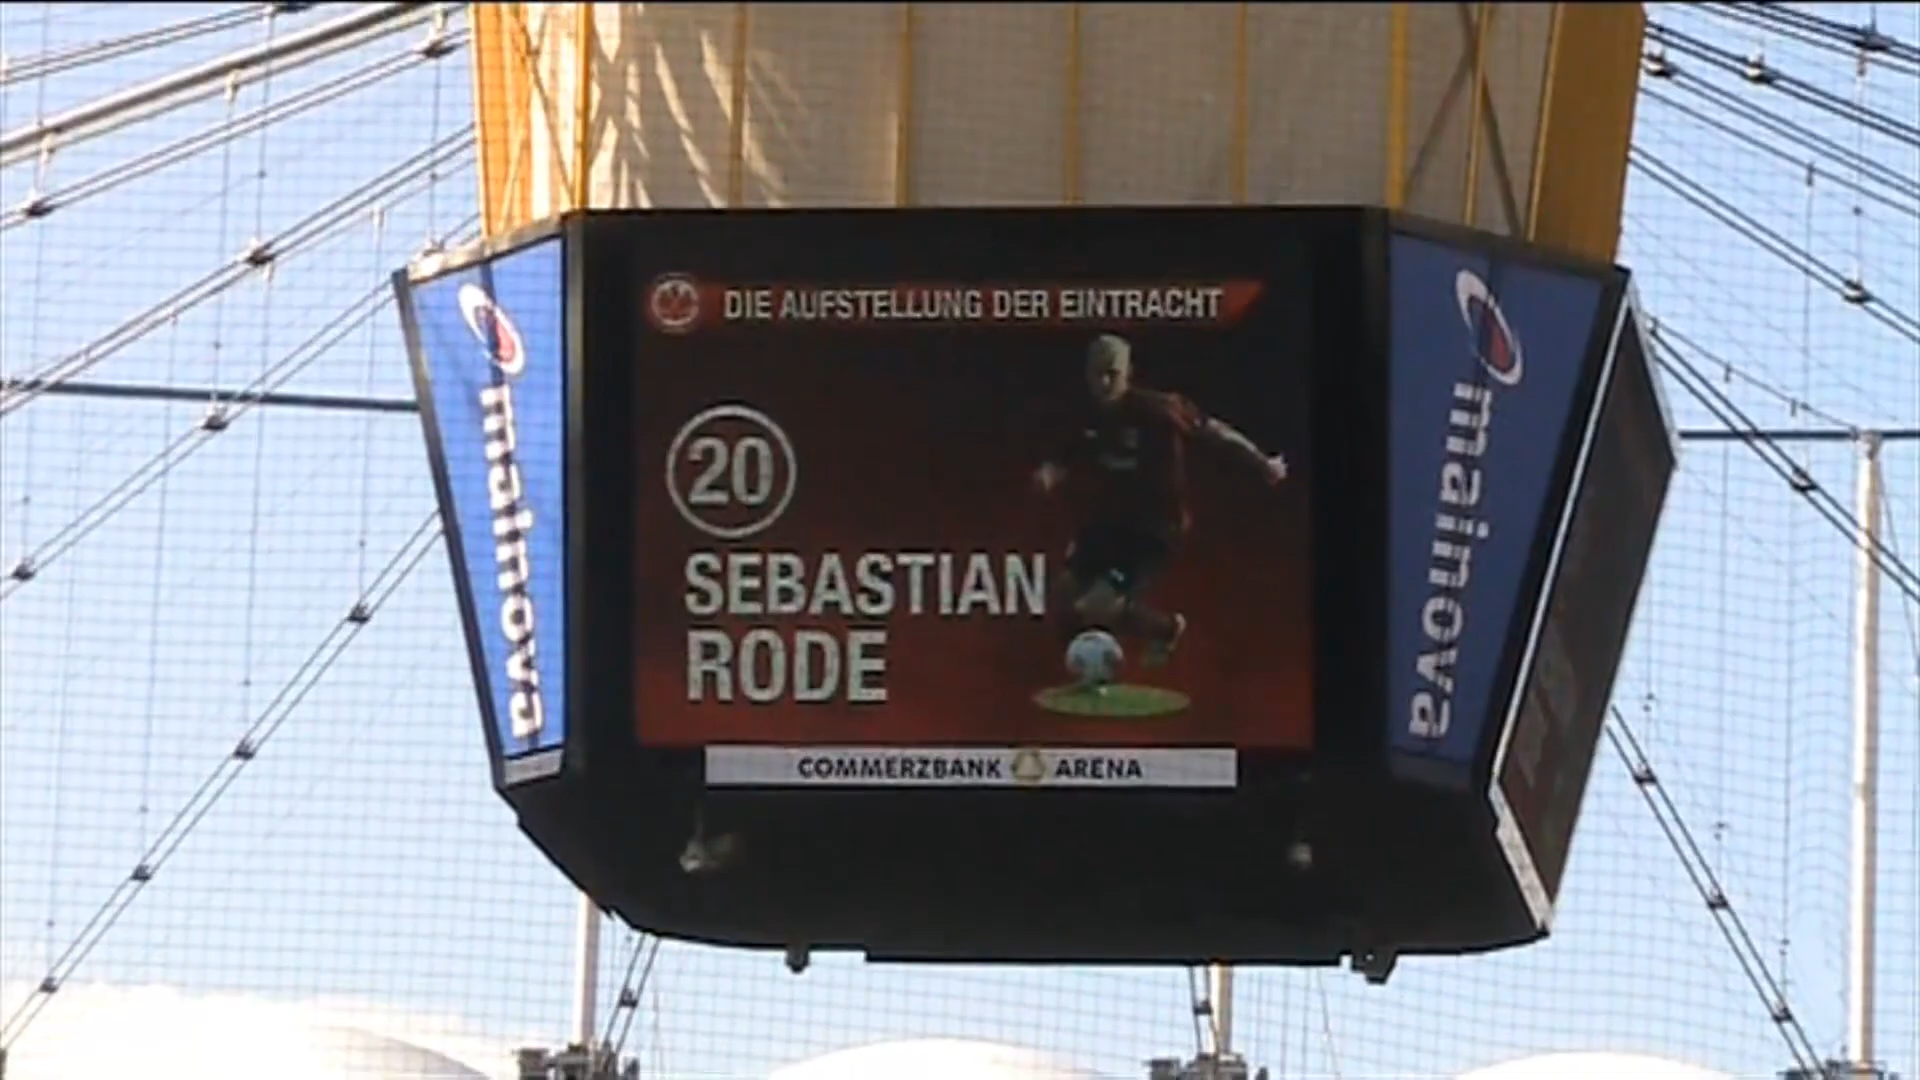 DIE AUFSTELLUNG DER EINTRACHT
20
SEBASTIAN
RODE
COMMERZBANK ARENA
mainova
mainova